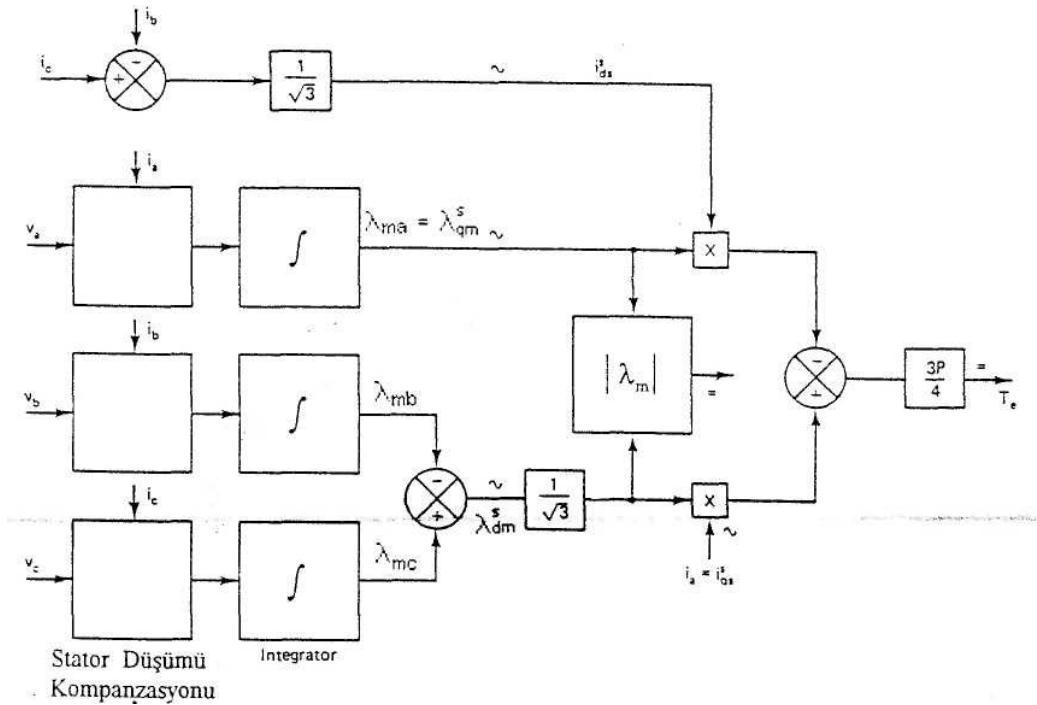 i_b
i_c
+
−
1
√3
~
i^s_ds
i_a
v_a
∫
λ_ma = λ^s_qm ~
X
i_b
v_b
∫
λ_mb
|λ_m|
=
−
+
3P
4
=
T_e
−
+
~
λ^s_dm
1
√3
X
~
i_a = i^s_qs
i_c
v_c
∫
λ_mc
Stator Düşümü
Kompanzasyonu
Integrator